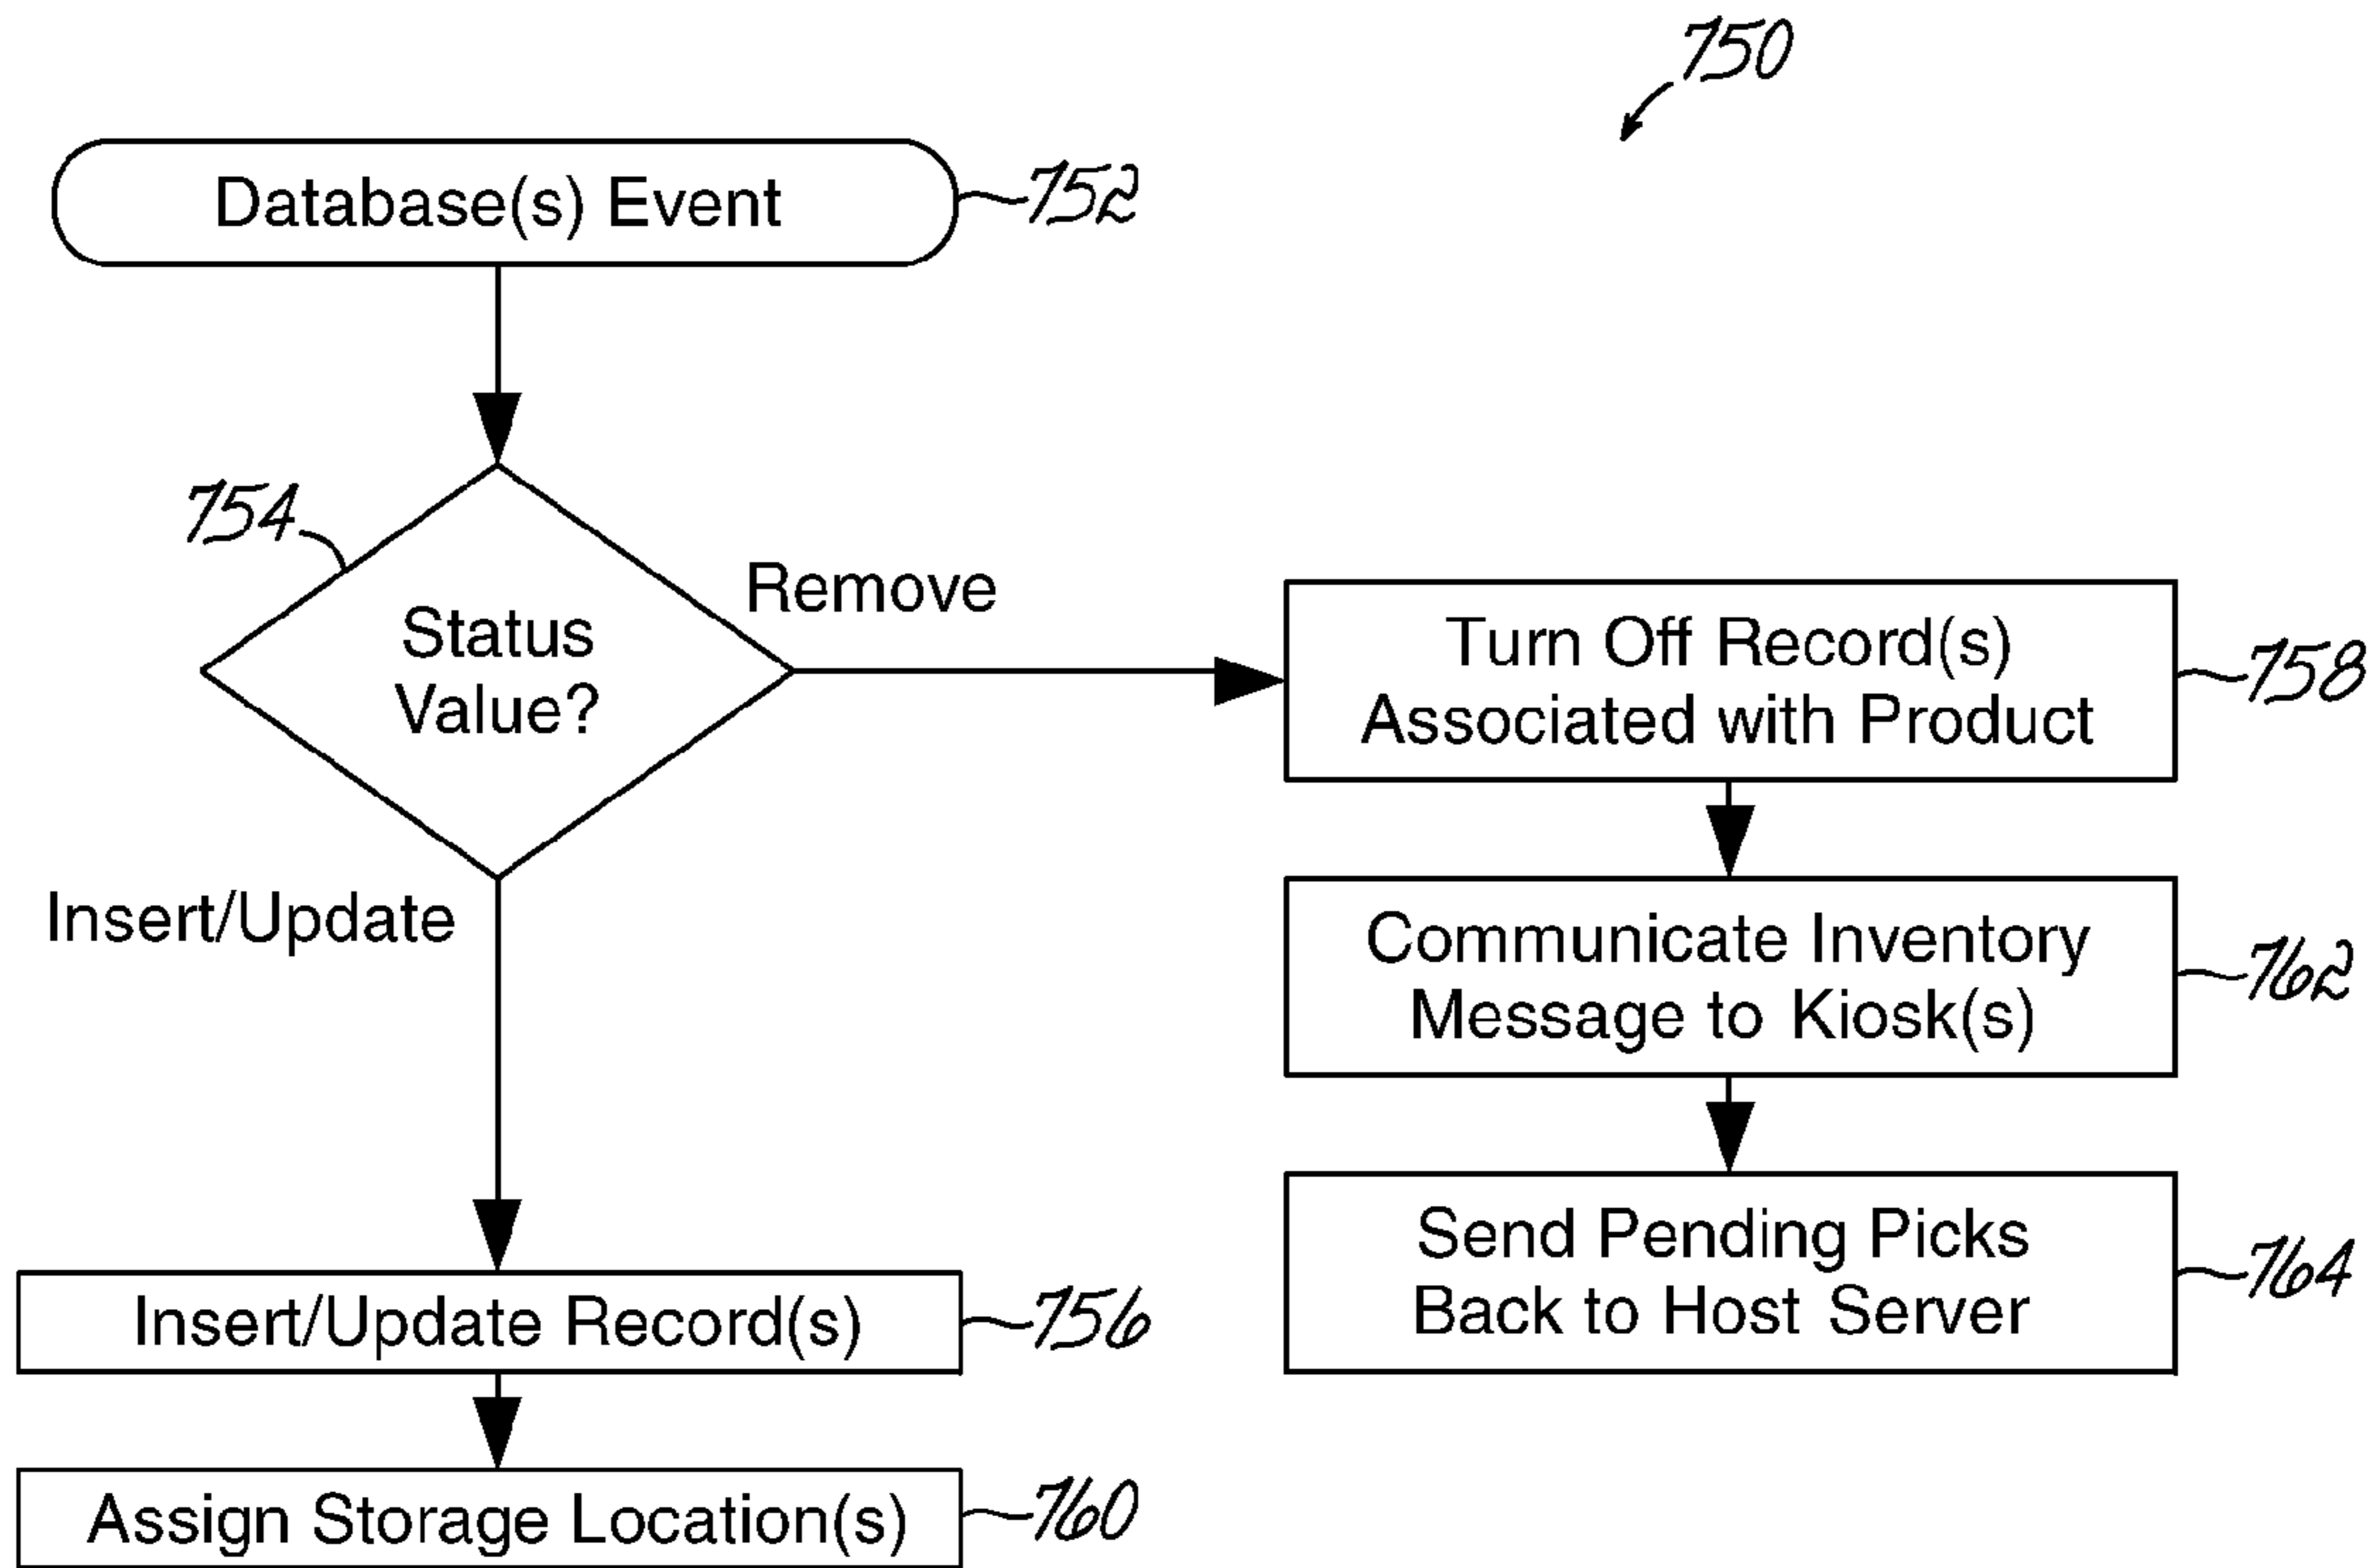 750
Database(s) Event
752
754
Status
Value?
Remove
Insert/Update
Turn Off Record(s)
Associated with Product
758
Communicate Inventory
Message to Kiosk(s)
762
Send Pending Picks
Back to Host Server
764
Insert/Update Record(s)
756
Assign Storage Location(s)
760